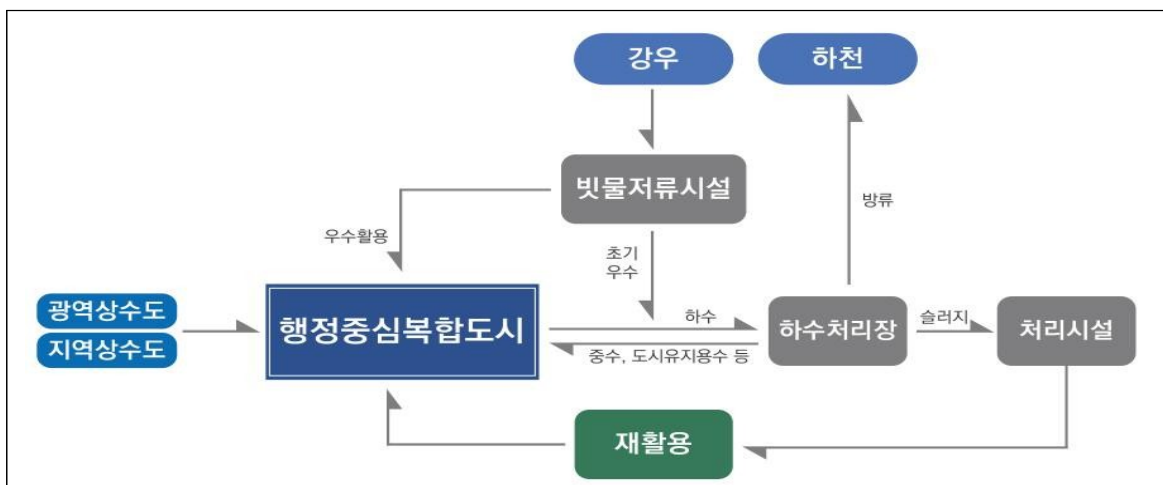 강우
하천
빗물저류시설
방류
우수활용
초기
우수
광역상수도
지역상수도
행정중심복합도시
하수
중수, 도시유지용수 등
하수처리장
슬러지
처리시설
재활용